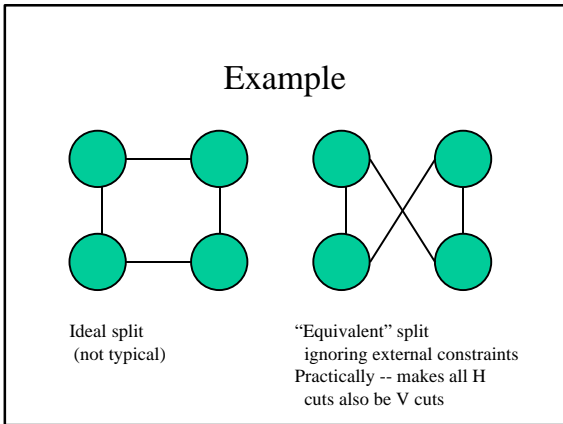 Example
Ideal split
(not typical)
“Equivalent” split
ignoring external constraints
Practically -- makes all H
cuts also be V cuts